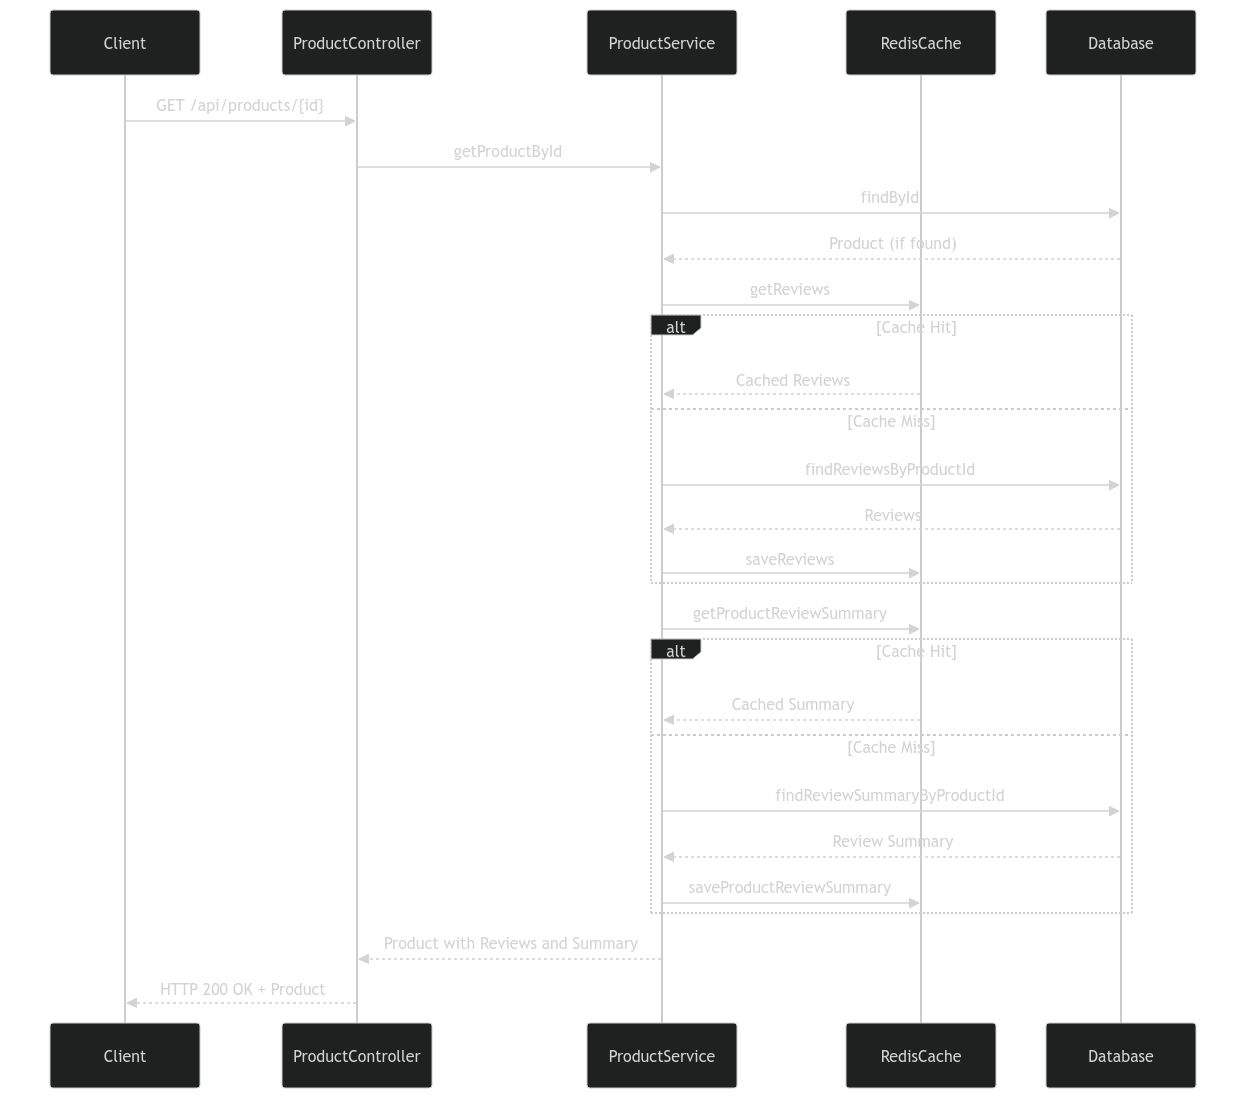 Client
ProductController
ProductService
RedisCache
Database
GET /api/products/{id}
getProductById
findById
Product (if found)
getReviews
alt
[Cache Hit]
Cached Reviews
[Cache Miss]
findReviewsByProductId
Reviews
saveReviews
getProductReviewSummary
alt
[Cache Hit]
Cached Summary
[Cache Miss]
findReviewSummaryByProductId
Review Summary
saveProductReviewSummary
Product with Reviews and Summary
HTTP 200 OK + Product
Client
ProductController
ProductService
RedisCache
Database